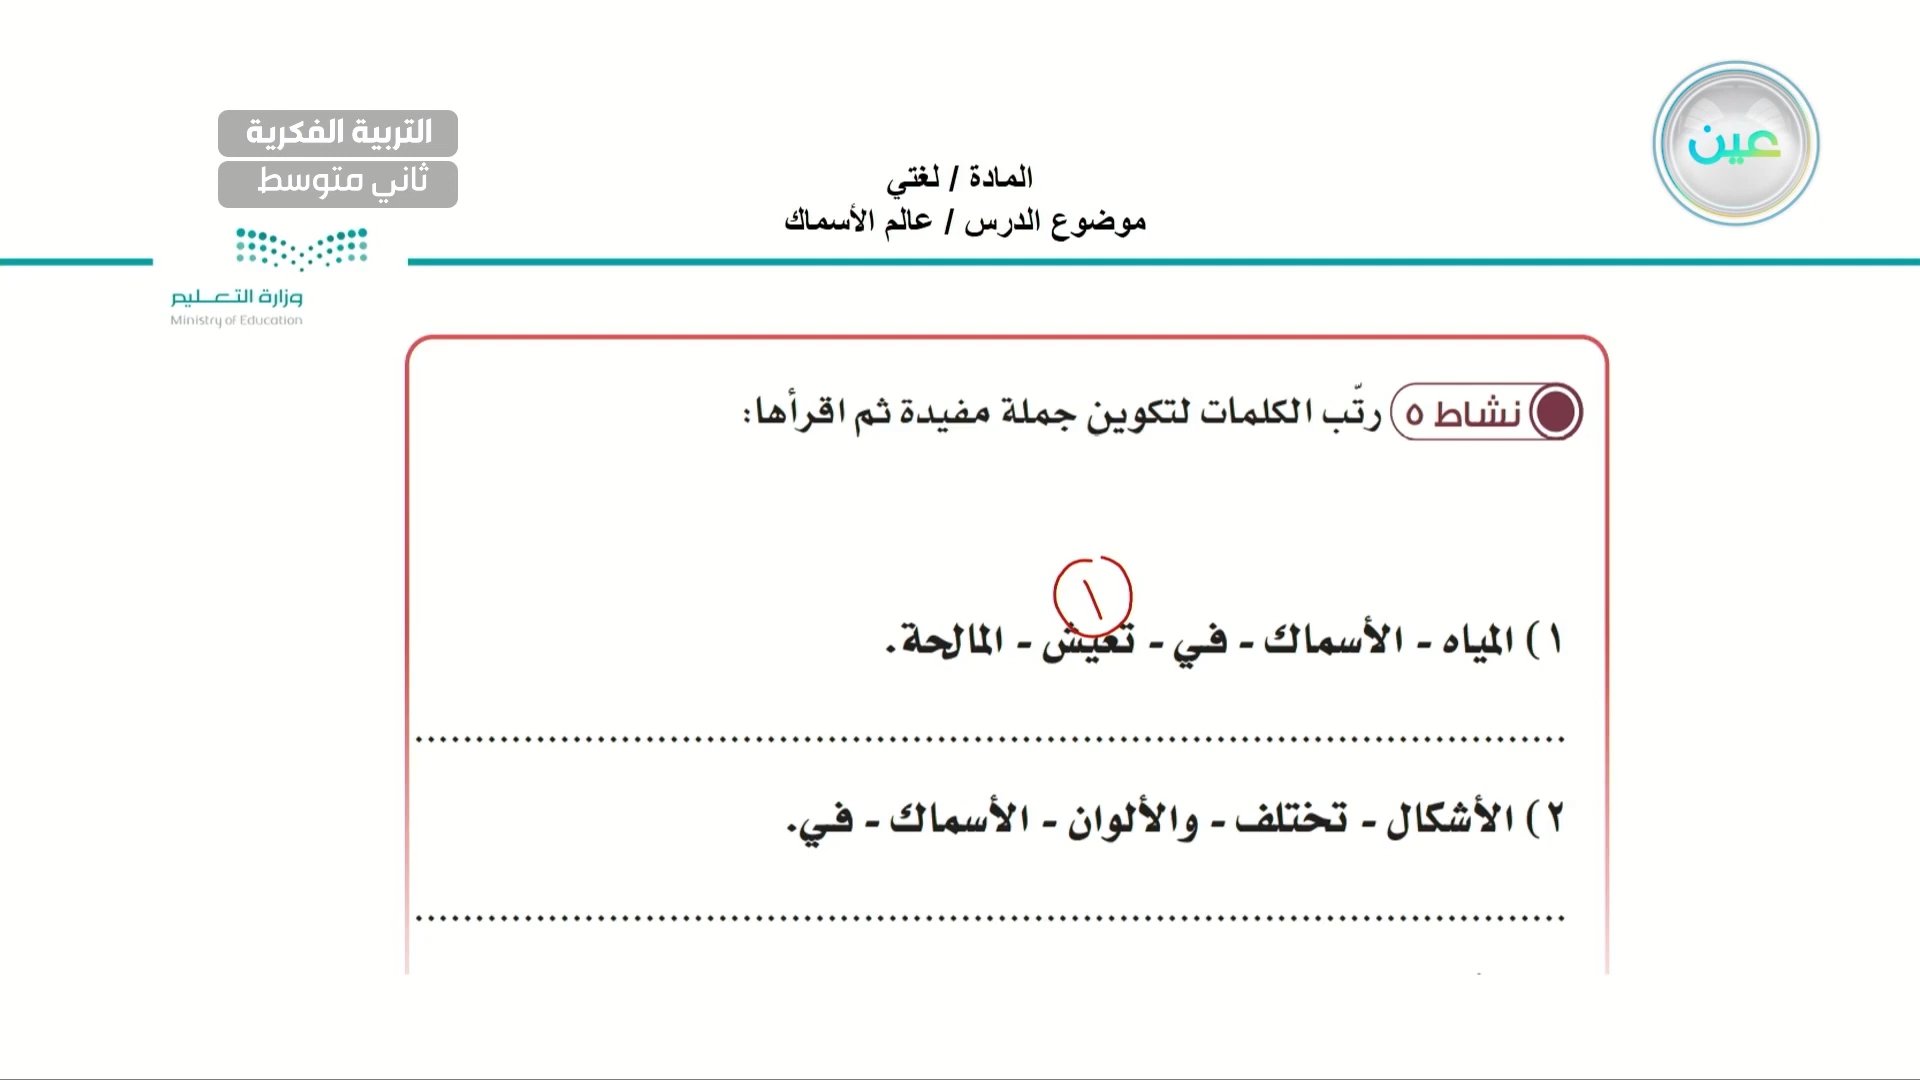 عين
التربية الفكرية
ثاني متوسط
المادة / لغتي
موضوع الدرس / عالم الأسماك
وزارة التعـليم
Ministry of Education
نشاط ٥ رتّب الكلمات لتكوين جملة مفيدة ثم اقرأها:
١
١) المياه - الأسماك - في - تعيش - المالحة.
٢) الأشكال - تختلف - والألوان - الأسماك - في.